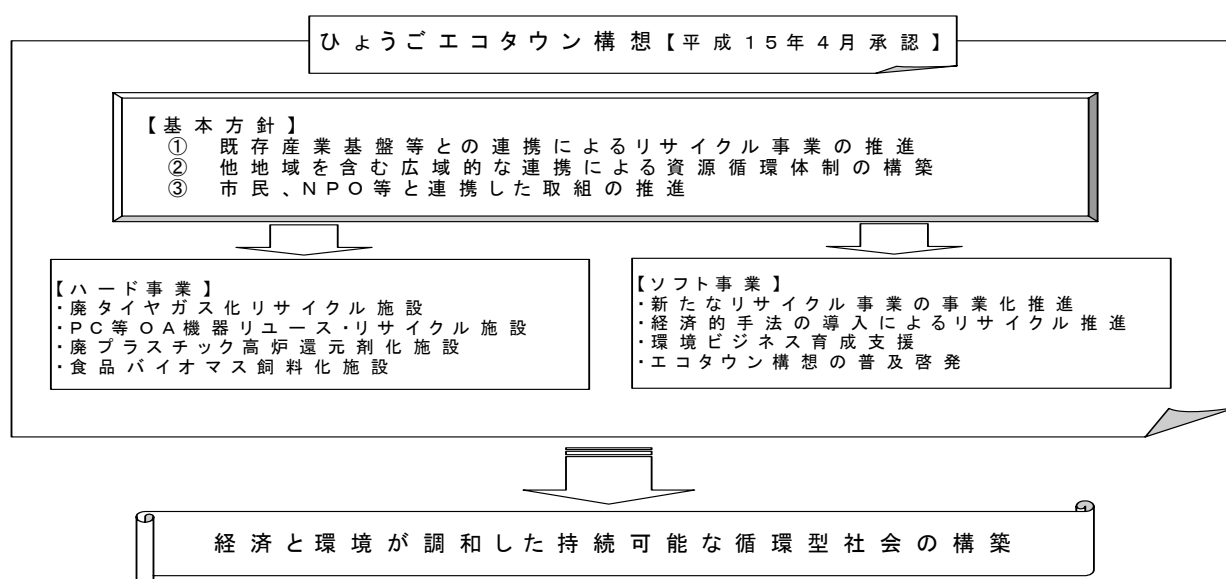 ひょうごエコタウン構想【平成15年4月承認】
【基本方針】
① 既存産業基盤等との連携によるリサイクル事業の推進
② 他地域を含む広域的な連携による資源循環体制の構築
③ 市民、NPO等と連携した取組の推進
【ハード事業】
・廃タイヤガス化リサイクル施設
・PC等OA機器リユース・リサイクル施設
・廃プラスチック高炉還元剤化施設
・食品バイオマス飼料化施設
【ソフト事業】
・新たなリサイクル事業の事業化推進
・経済的手法の導入によるリサイクル推進
・環境ビジネス育成支援
・エコタウン構想の普及啓発
経済と環境が調和した持続可能な循環型社会の構築